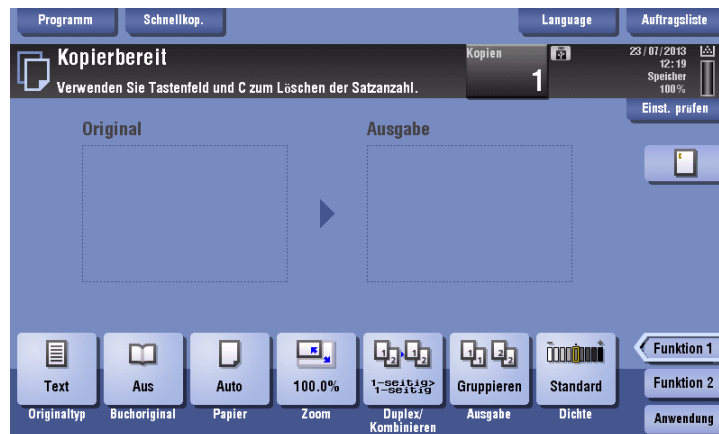 Programm
Schnellkop.
Language
Auftragsliste
Kopierbereit
Verwenden Sie Tastenfeld und C zum Löschen der Satzanzahl.
Kopien
1
23/07/2013
12:19
Speicher
100%
Einst. prüfen
Original
Ausgabe
Text
Aus
Auto
100.0%
1-seitig>
1-seitig
Gruppieren
Standard
Originaltyp
Buchoriginal
Papier
Zoom
Duplex/
Kombinieren
Ausgabe
Dichte
Funktion 1
Funktion 2
Anwendung